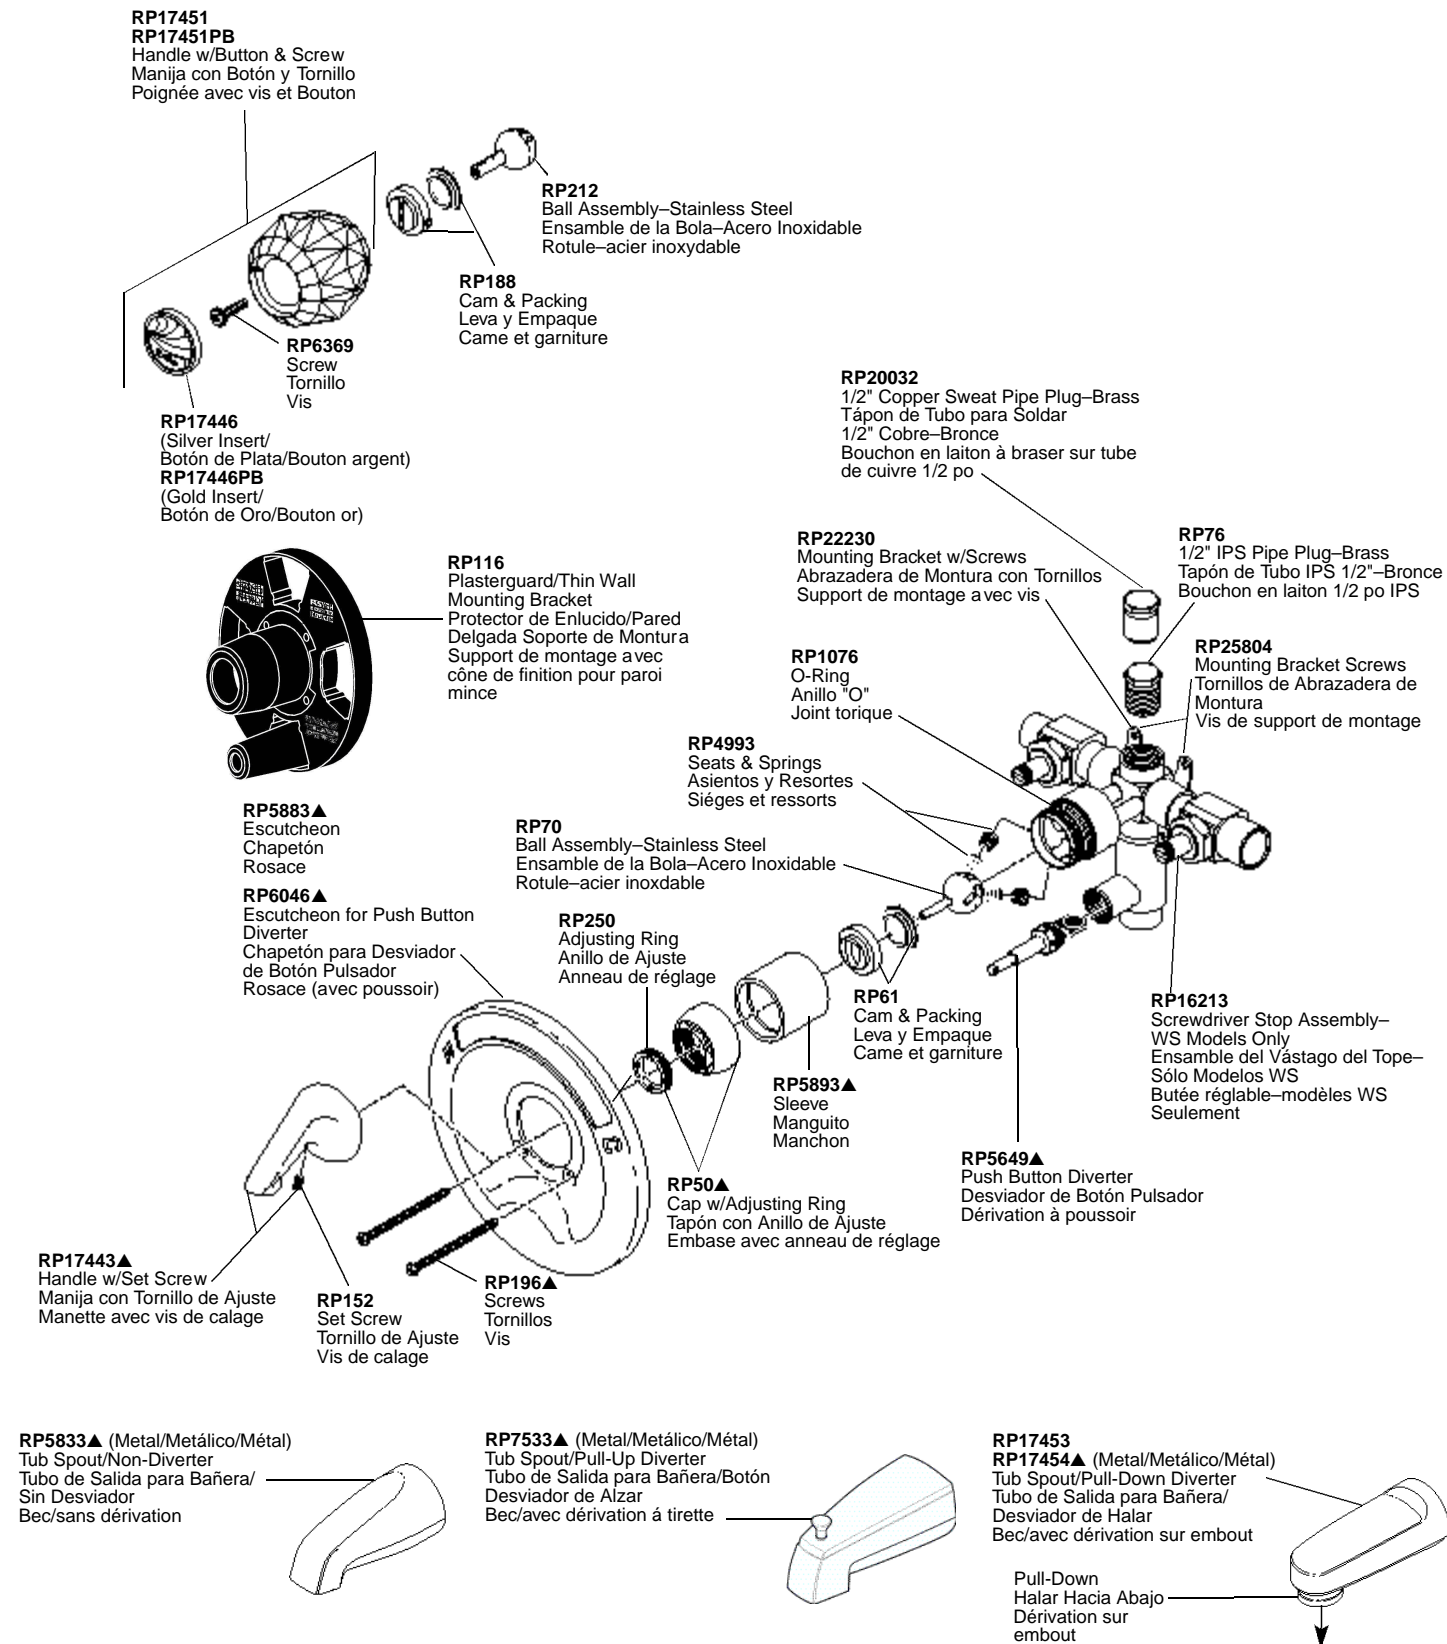 RP17451
RP17451PB
Handle w/Button & Screw
Manija con Botón y Tornillo
Poignée avec vis et Bouton
RP212
Ball Assembly–Stainless Steel
Ensamble de la Bola–Acero Inoxidable
Rotule–acier inoxydable
RP188
Cam & Packing
Leva y Empaque
Came et garniture
RP6369
Screw
Tornillo
Vis
RP17446
(Silver Insert/
Botón de Plata/Bouton argent)
RP17446PB
(Gold Insert/
Botón de Oro/Bouton or)
RP20032
1/2" Copper Sweat Pipe Plug–Brass
Tápon de Tubo para Soldar
1/2" Cobre–Bronce
Bouchon en laiton à braser sur tube
de cuivre 1/2 po
RP22230
Mounting Bracket w/Screws
Abrazadera de Montura con Tornillos
Support de montage avec vis
RP76
1/2" IPS Pipe Plug–Brass
Tapón de Tubo IPS 1/2"–Bronce
Bouchon en laiton 1/2 po IPS
RP116
Plasterguard/Thin Wall
Mounting Bracket
Protector de Enlucido/Pared
Delgada Soporte de Montura
Support de montage avec
cône de finition pour paroi
mince
RP1076
O-Ring
Anillo "O"
Joint torique
RP25804
Mounting Bracket Screws
Tornillos de Abrazadera de
Montura
Vis de support de montage
RP4993
Seats & Springs
Asientos y Resortes
Siéges et ressorts
RP5883▲
Escutcheon
Chapetón
Rosace
RP70
Ball Assembly–Stainless Steel
Ensamble de la Bola–Acero Inoxidable
Rotule–acier inoxdable
RP6046▲
Escutcheon for Push Button
Diverter
Chapetón para Desviador
de Botón Pulsador
Rosace (avec poussoir)
RP250
Adjusting Ring
Anillo de Ajuste
Anneau de réglage
RP61
Cam & Packing
Leva y Empaque
Came et garniture
RP16213
Screwdriver Stop Assembly–
WS Models Only
Ensamble del Vástago del Tope–
Sólo Modelos WS
Butée réglable–modèles WS
Seulement
RP5893▲
Sleeve
Manguito
Manchon
RP5649▲
Push Button Diverter
Desviador de Botón Pulsador
Dérivation à poussoir
RP50▲
Cap w/Adjusting Ring
Tapón con Anillo de Ajuste
Embase avec anneau de réglage
RP17443▲
Handle w/Set Screw
Manija con Tornillo de Ajuste
Manette avec vis de calage
RP152
Set Screw
Tornillo de Ajuste
Vis de calage
RP196▲
Screws
Tornillos
Vis
RP5833▲ (Metal/Metálico/Métal)
Tub Spout/Non-Diverter
Tubo de Salida para Bañera/
Sin Desviador
Bec/sans dérivation
RP7533▲ (Metal/Metálico/Métal)
Tub Spout/Pull-Up Diverter
Tubo de Salida para Bañera/Botón
Desviador de Alzar
Bec/avec dérivation á tirette
RP17453
RP17454▲ (Metal/Metálico/Métal)
Tub Spout/Pull-Down Diverter
Tubo de Salida para Bañera/
Desviador de Halar
Bec/avec dérivation sur embout
Pull-Down
Halar Hacia Abajo
Dérivation sur
embout